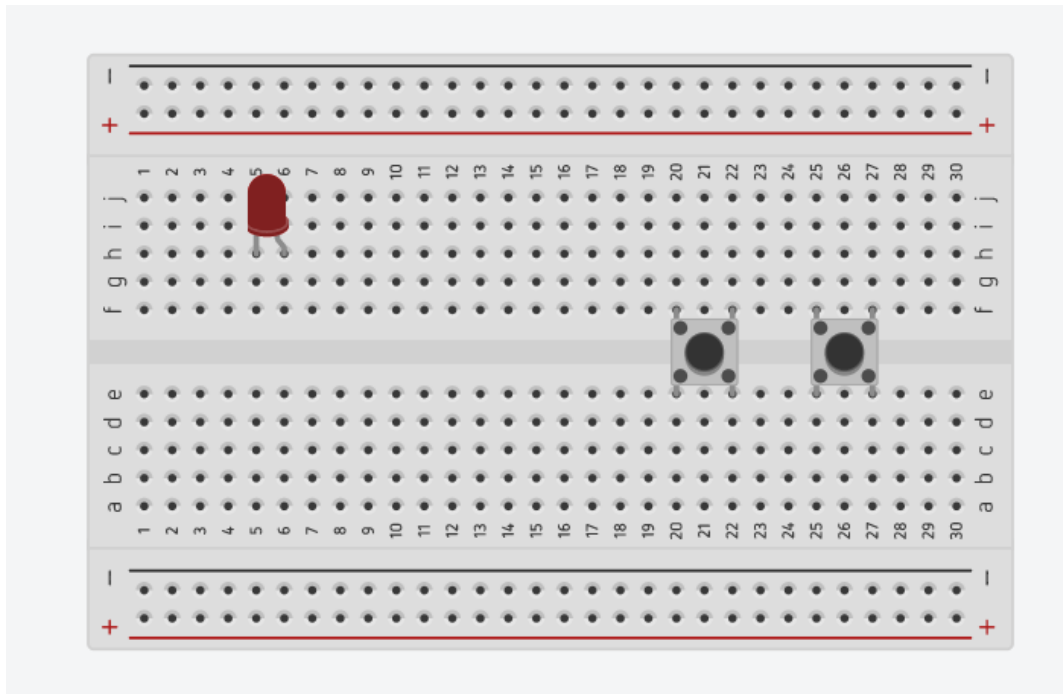 − −
+ +
1 2 3 4 5 6 7 8 9 10 11 12 13 14 15 16 17 18 19 20 21 22 23 24 25 26 27 28 29 30
j j
i i
h h
g g
f f
e e
d d
c c
b b
a a
1 2 3 4 5 6 7 8 9 10 11 12 13 14 15 16 17 18 19 20 21 22 23 24 25 26 27 28 29 30
− −
+ +